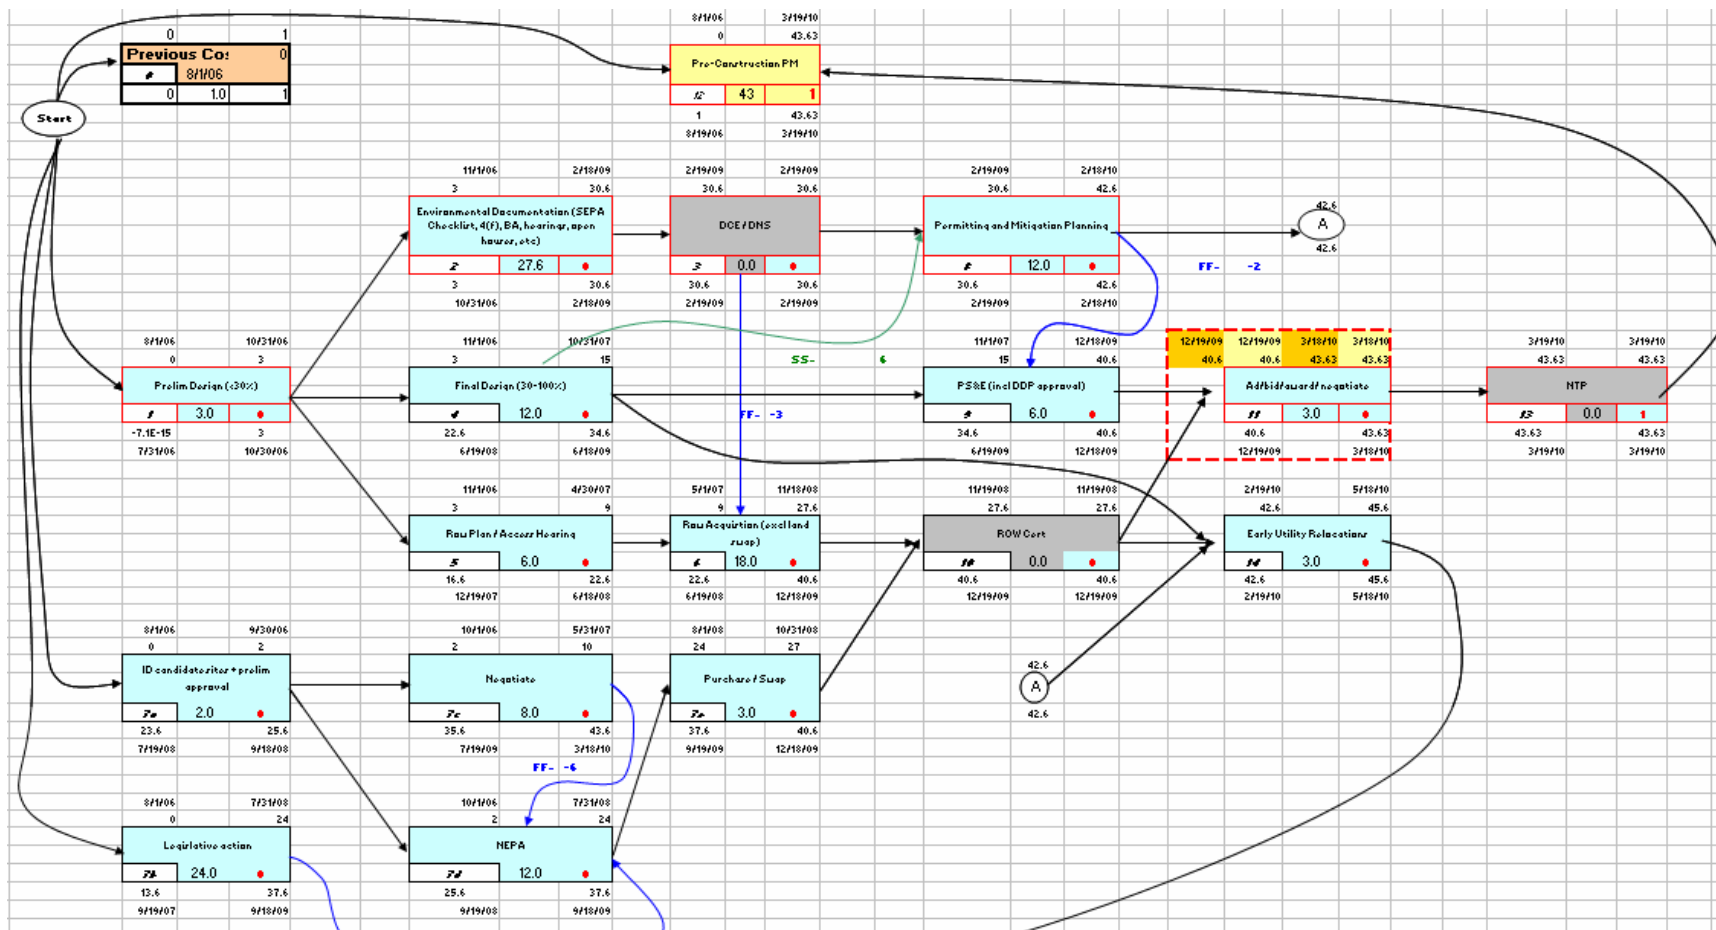 8/1/06 3/19/10
0 1 0 43.63
Previous Co: 0
8/1/06
Pre-Construction PM
0 1.0 1
12 43 1
Start
1 43.63
8/19/06 3/19/10
11/1/06 2/18/09 2/19/09 2/19/09 2/19/09 2/18/10
3 30.6 30.6 30.6 30.6 42.6
42.6
Environmental Documentation (SEPA
Checklist, 4(f), BA, hearings, open
houses, etc)
DCE / DNS
Permitting and Mitigation Planning
A
42.6
2 27.6
3 0.0
8 12.0
FF- -2
3 30.6 30.6 30.6 30.6 42.6
10/31/06 2/18/09 2/19/09 2/19/09 2/19/09 2/18/10
8/1/06 10/31/06 11/1/06 10/31/07 11/1/07 12/18/09 12/19/09 12/19/09 3/18/10 3/18/10 3/19/10 3/19/10
0 3 3 15 SS- 6 15 40.6 40.6 40.6 43.63 43.63 43.63 43.63
Prelim Design (<30%)
Final Design (30-100%)
PS&E (incl DDP approval)
Ad/bid/award/negotiate
NTP
1 3.0
4 12.0
FF- -3
9 6.0
11 3.0
13 0.0 1
-7.1E-15 3 22.6 34.6 34.6 40.6 40.6 43.63 43.63 43.63
7/31/06 10/30/06 6/19/08 6/18/09 6/19/09 12/18/09 12/19/09 3/18/10 3/19/10 3/19/10
11/1/06 4/30/07 5/1/07 11/18/08 11/19/08 11/19/08 2/19/10 5/18/10
3 9 9 27.6 27.6 27.6 42.6 45.6
Row Plan / Access Hearing
Row Acquistion (excl land
swap)
ROW Cert
Early Utility Relocations
5 6.0
6 18.0
10 0.0
14 3.0
16.6 22.6 22.6 40.6 40.6 40.6 42.6 45.6
12/19/07 6/18/08 6/19/08 12/18/09 12/19/09 12/19/09 2/19/10 5/18/10
8/1/06 9/30/06 10/1/06 5/31/07 8/1/08 10/31/08
0 2 2 10 24 27
42.6
ID candidate sites + prelim
approval
Negotiate
Purchase / Swap
A
7a 2.0
7c 8.0
7e 3.0
42.6
23.6 25.6 35.6 43.6 37.6 40.6
7/19/08 9/18/08 7/19/09 3/18/10 9/19/09 12/18/09
FF- -6
8/1/06 7/31/08 10/1/06 7/31/08
0 24 2 24
Legislative action
NEPA
7b 24.0
7d 12.0
13.6 37.6 25.6 37.6
9/19/07 9/18/09 9/19/08 9/18/09